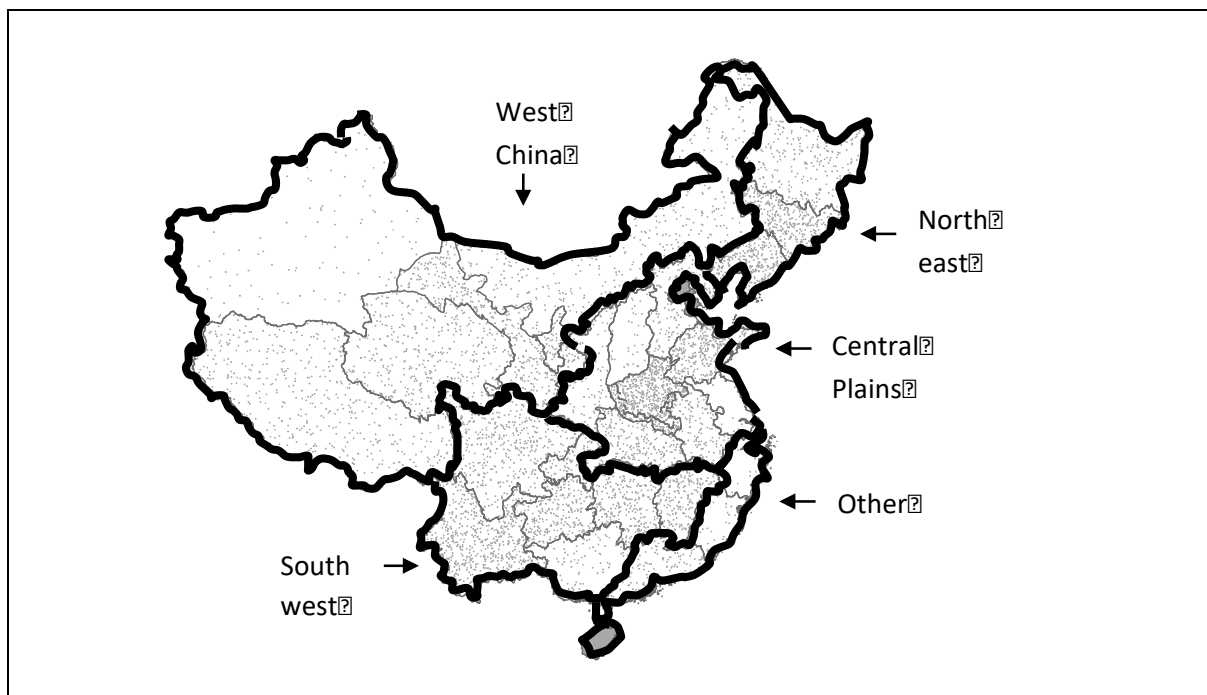 West⍰
China⍰
North⍰
east⍰
Central⍰
Plains⍰
Other⍰
South
west⍰